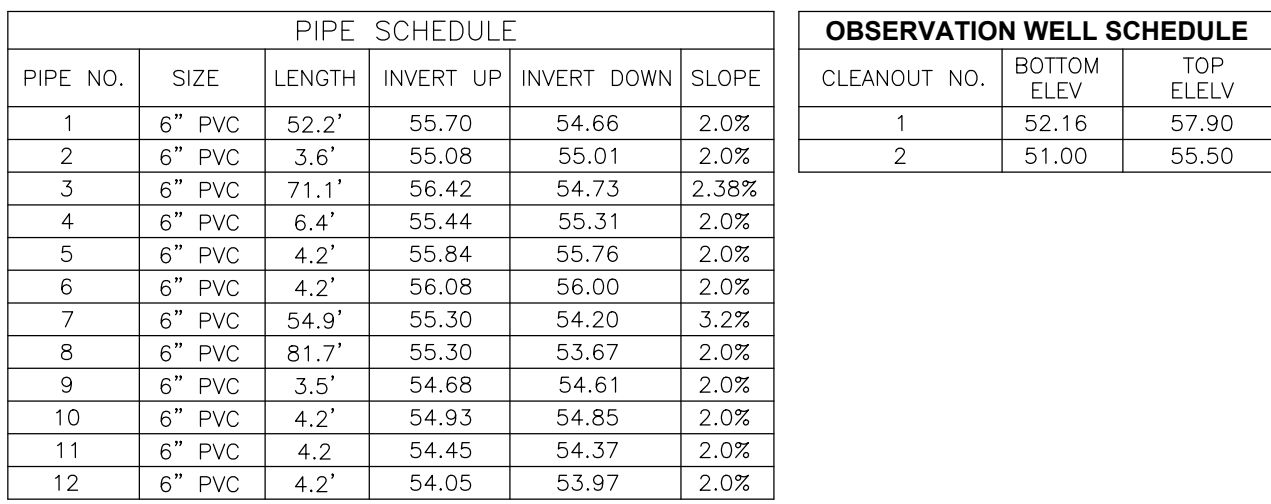 PIPE SCHEDULE
PIPE NO. SIZE LENGTH INVERT UP INVERT DOWN SLOPE
1 6" PVC 52.2' 55.70 54.66 2.0%
2 6" PVC 3.6' 55.08 55.01 2.0%
3 6" PVC 71.1' 56.42 54.73 2.38%
4 6" PVC 6.4' 55.44 55.31 2.0%
5 6" PVC 4.2' 55.84 55.76 2.0%
6 6" PVC 4.2' 56.08 56.00 2.0%
7 6" PVC 54.9' 55.30 54.20 3.2%
8 6" PVC 81.7' 55.30 53.67 2.0%
9 6" PVC 3.5' 54.68 54.61 2.0%
10 6" PVC 4.2' 54.93 54.85 2.0%
11 6" PVC 4.2 54.45 54.37 2.0%
12 6" PVC 4.2' 54.05 53.97 2.0%
OBSERVATION WELL SCHEDULE
CLEANOUT NO. BOTTOM ELEV TOP ELELV
1 52.16 57.90
2 51.00 55.50